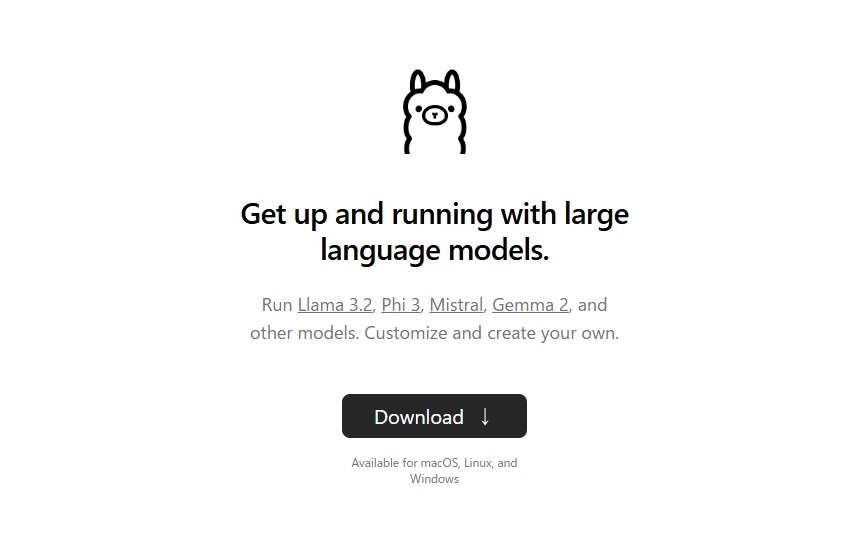 Get up and running with large
language models.
Run Llama 3.2, Phi 3, Mistral, Gemma 2, and
other models. Customize and create your own.
Download ↓
Available for macOS, Linux, and
Windows